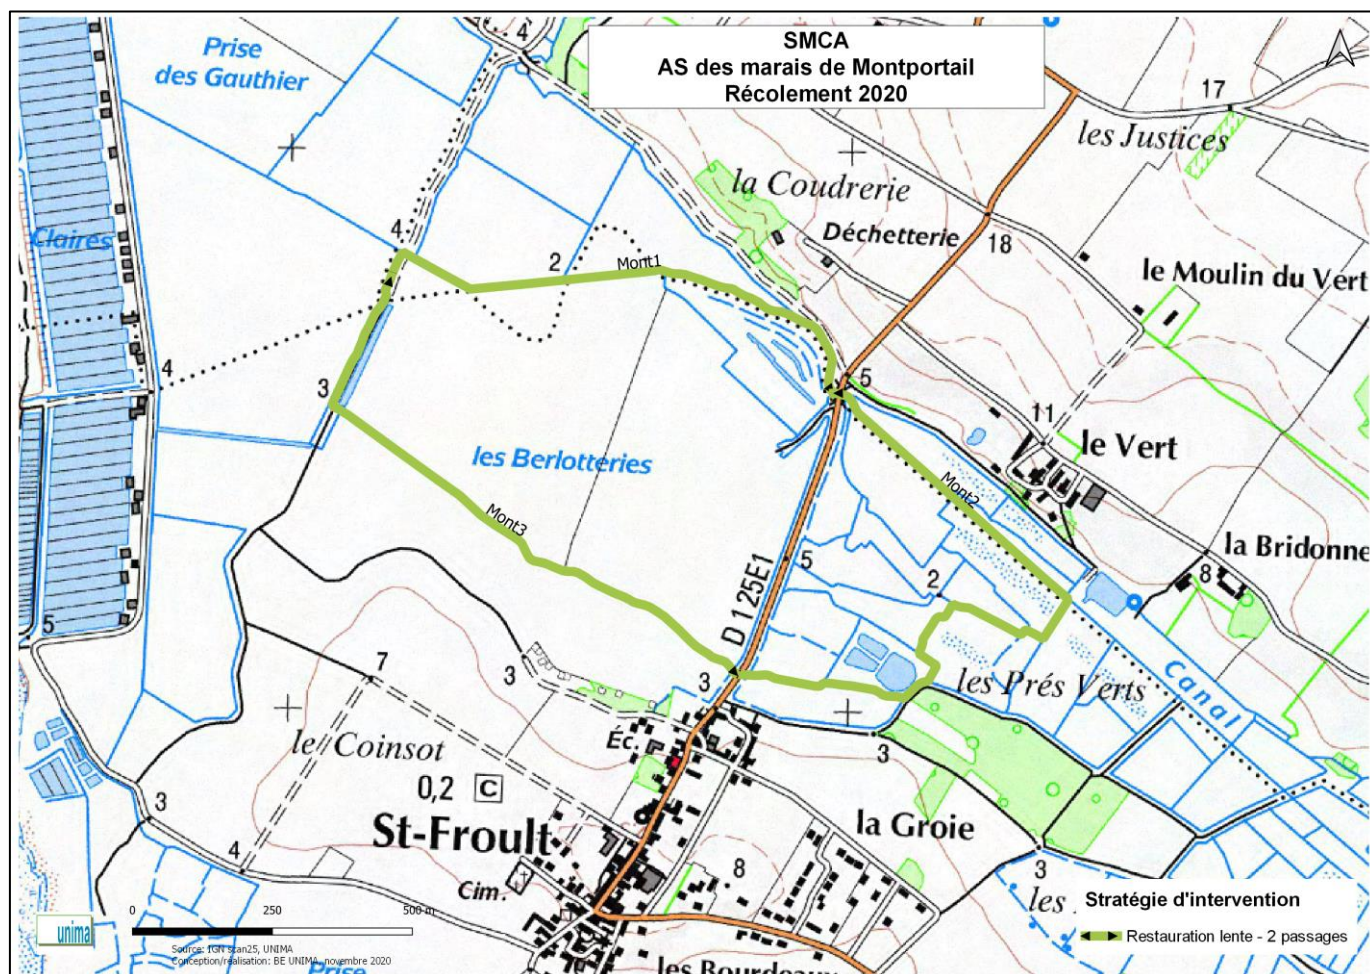 SMCA
AS des marais de Montportail
Récolement 2020
4
Prise
des Gauthier
17
les Justices
la Coudrerie
Déchetterie
18
Claires
4
2
Mont1
le Moulin du Vert
4
3
5
11
le Vert
les Berlotteries
Mont2
Mont3
la Bridonne
8
5
2
D 125E1
5
7
3
3
les Prés Verts
Canal
Éc.
le Coinsot
3
0,2 C
St-Froult
la Groie
3
4
8
3
Cim.
les
Stratégie d'intervention
Restauration lente - 2 passages
unima
0 250 500 m
Source: IGN scan25, UNIMA
Conception/réalisation: BE UNIMA, novembre 2020
Prise
les Bourdeaux